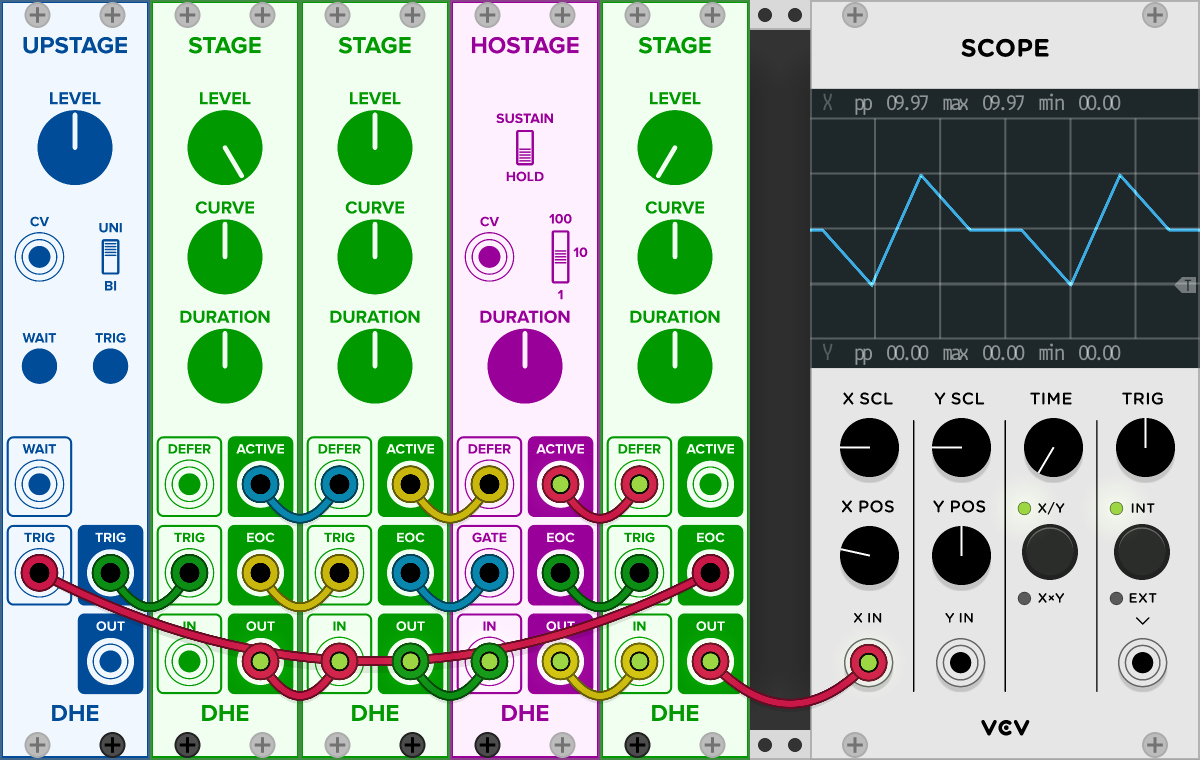 UPSTAGE
LEVEL
CV
UNI
BI
WAIT
TRIG
WAIT
TRIG
TRIG
OUT
DHE
STAGE
LEVEL
CURVE
DURATION
DEFER
ACTIVE
TRIG
EOC
IN
OUT
DHE
STAGE
LEVEL
CURVE
DURATION
DEFER
ACTIVE
TRIG
EOC
IN
OUT
DHE
HOSTAGE
SUSTAIN
HOLD
CV
100
10
1
DURATION
DEFER
ACTIVE
GATE
EOC
IN
OUT
DHE
STAGE
LEVEL
CURVE
DURATION
DEFER
ACTIVE
TRIG
EOC
IN
OUT
DHE
SCOPE
X pp 09.97 max 09.97 min 00.00
T
Y pp 00.00 max 00.00 min 00.00
X SCL Y SCL TIME TRIG
X POS Y POS X/Y INT
X×Y EXT
X IN Y IN
VCV